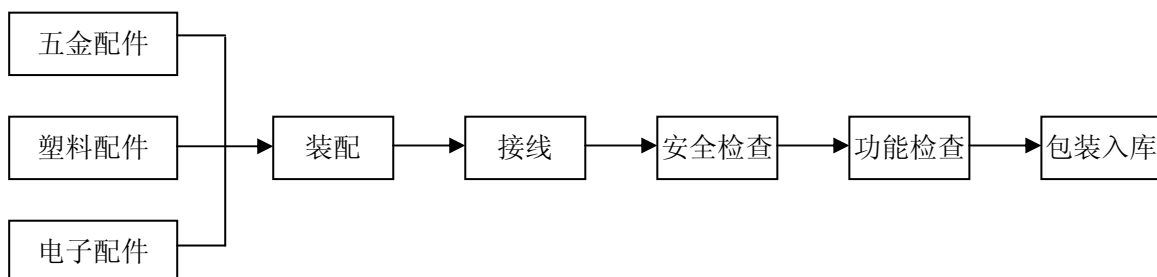 五金配件
塑料配件
电子配件
装配
接线
安全检查
功能检查
包装入库